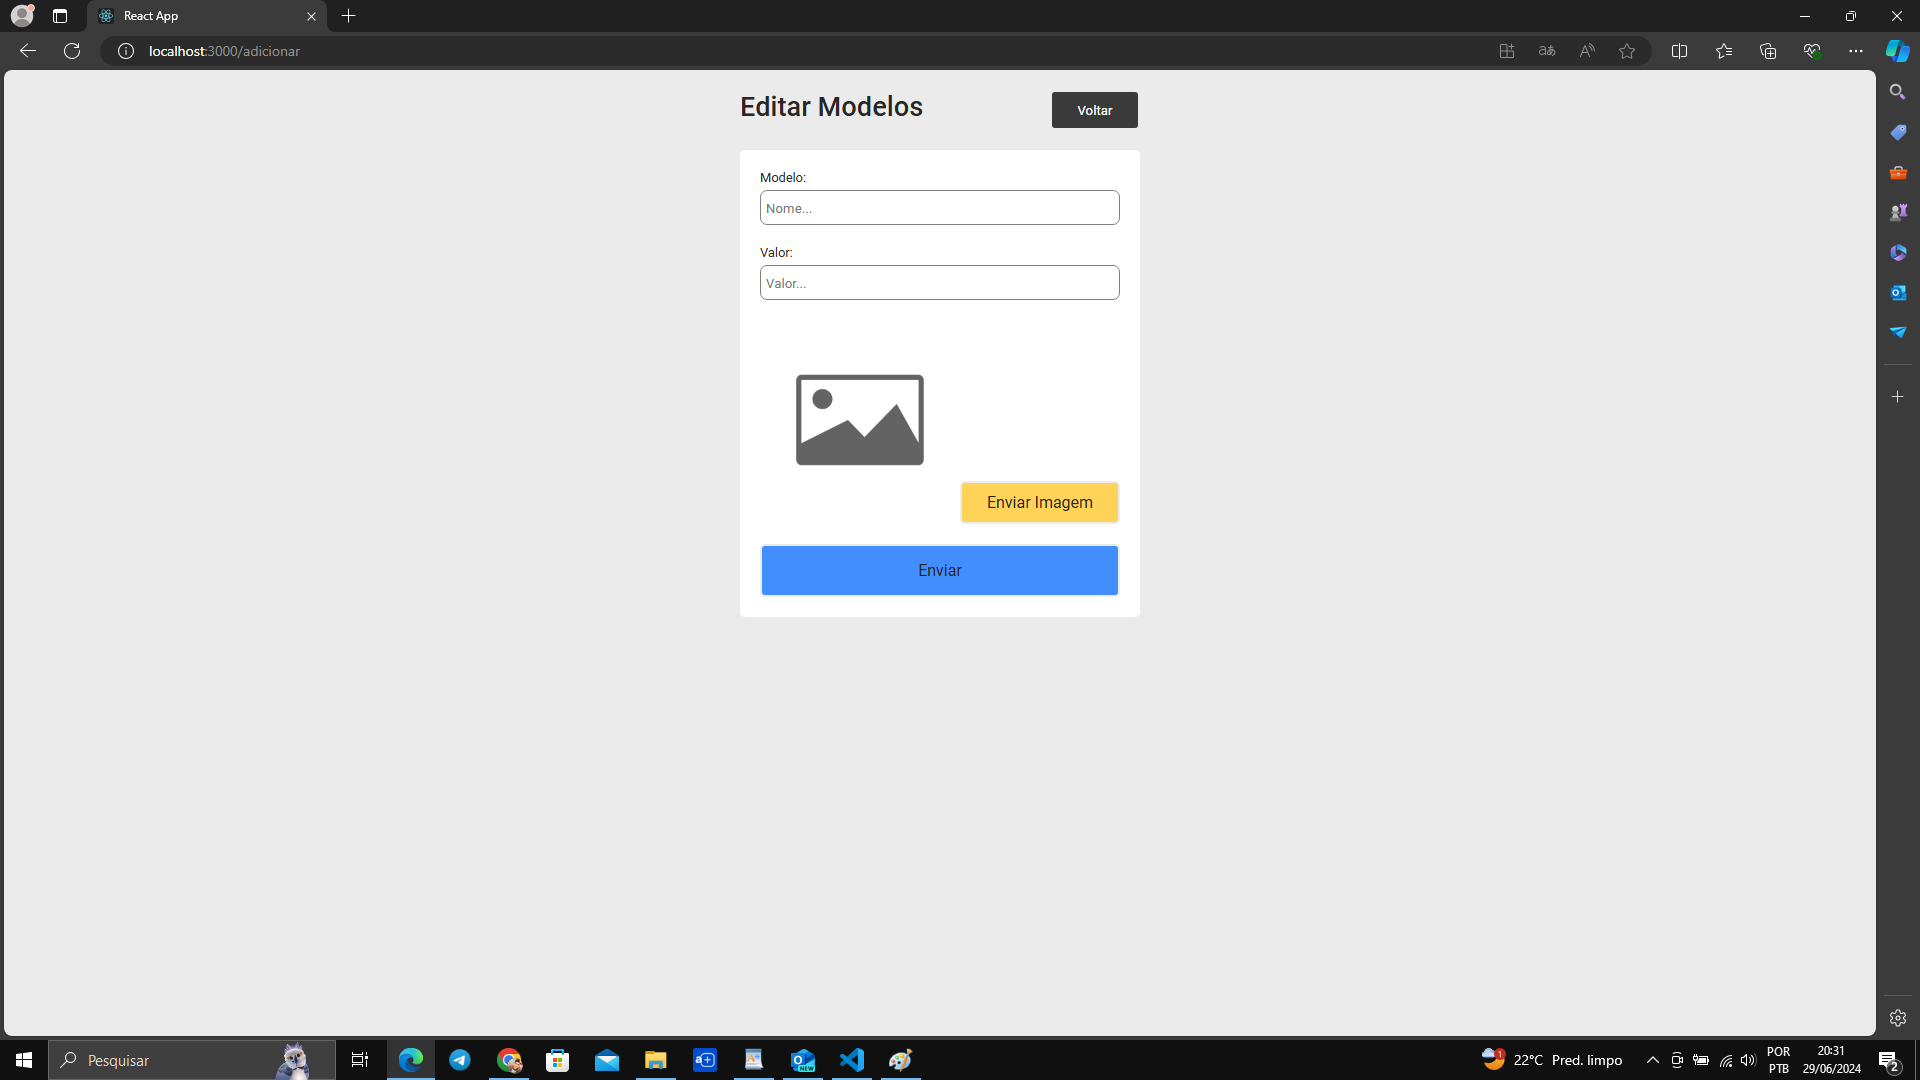 React App
localhost:3000/adicionar
Editar Modelos
Voltar
Modelo:
Nome...
Valor:
Valor...
Enviar Imagem
Enviar
Pesquisar
22°C Pred. limpo
POR
PTB
20:31
29/06/2024
2